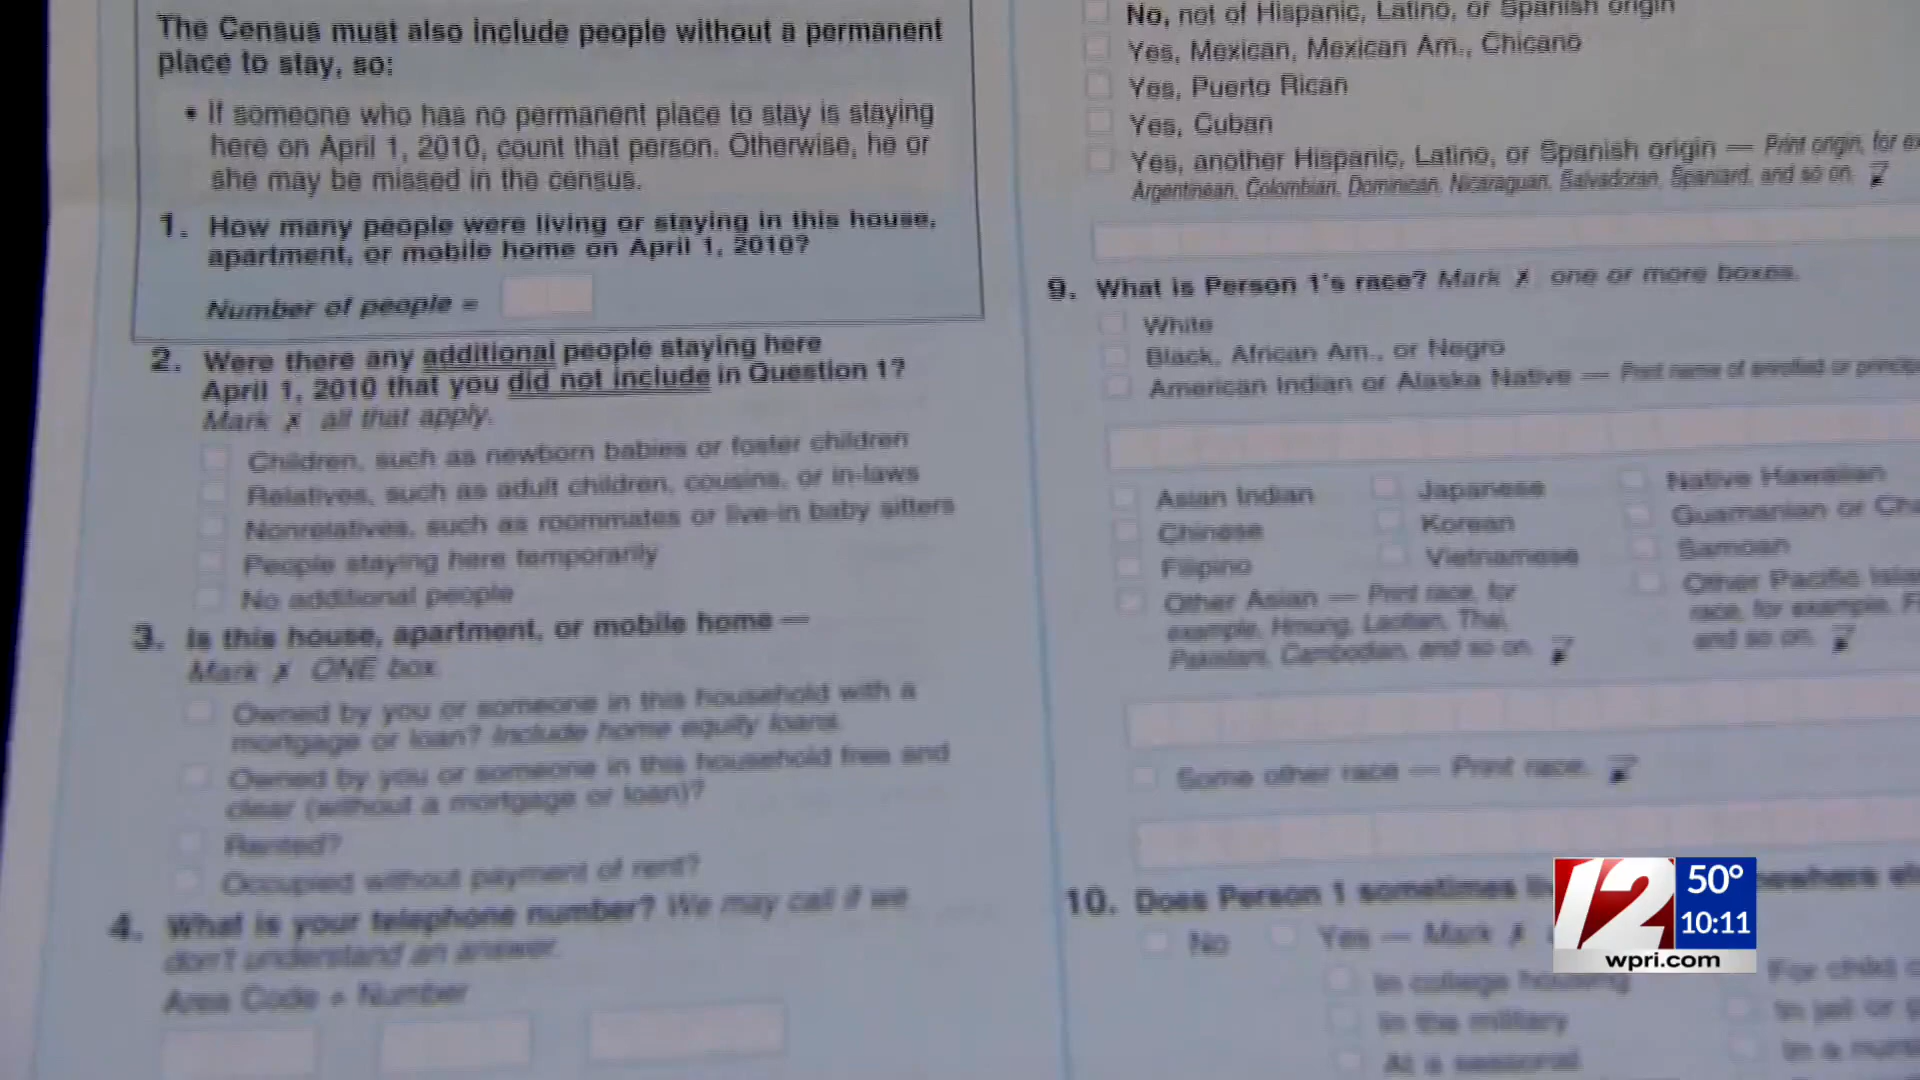 The Census must also include people without a permanent
place to stay, so:
• If someone who has no permanent place to stay is staying
here on April 1, 2010, count that person. Otherwise, he or
she may be missed in the census.
1. How many people were living or staying in this house,
apartment, or mobile home on April 1, 2010?
Number of people =
2. Were there any additional people staying here
April 1, 2010 that you did not include in Question 1?
Mark X all that apply.
Children, such as newborn babies or foster children
Relatives, such as adult children, cousins, or in-laws
Nonrelatives, such as roommates or live-in baby sitters
People staying here temporarily
No additional people
3. Is this house, apartment, or mobile home —
Mark X ONE box.
Owned by you or someone in this household with a
mortgage or loan? Include home equity loans.
Owned by you or someone in this household free and
clear (without a mortgage or loan)?
Rented?
Occupied without payment of rent?
4. What is your telephone number? We may call if we
don't understand an answer.
Area Code + Number
No, not of Hispanic, Latino, or Spanish origin
Yes, Mexican, Mexican Am., Chicano
Yes, Puerto Rican
Yes, Cuban
Yes, another Hispanic, Latino, or Spanish origin — Print origin, for
Argentinean, Colombian, Dominican, Nicaraguan, Salvadoran, Spaniard, and so on.
9. What is Person 1's race? Mark X one or more boxes.
White
Black, African Am., or Negro
American Indian or Alaska Native — Print name of enrolled or
Asian Indian
Japanese
Native Hawaiian
Chinese
Korean
Guamanian or
Filipino
Vietnamese
Samoan
Other Asian — Print race, for
example, Hmong, Laotian, Thai,
Pakistani, Cambodian, and so on.
Other Pacific
race, for example,
and so on.
Some other race — Print race.
10. Does Person 1 sometimes
No
Yes — Mark X
In college housing
For child
In the military
In jail or
At a seasonal
In a
12
50°
10:11
wpri.com